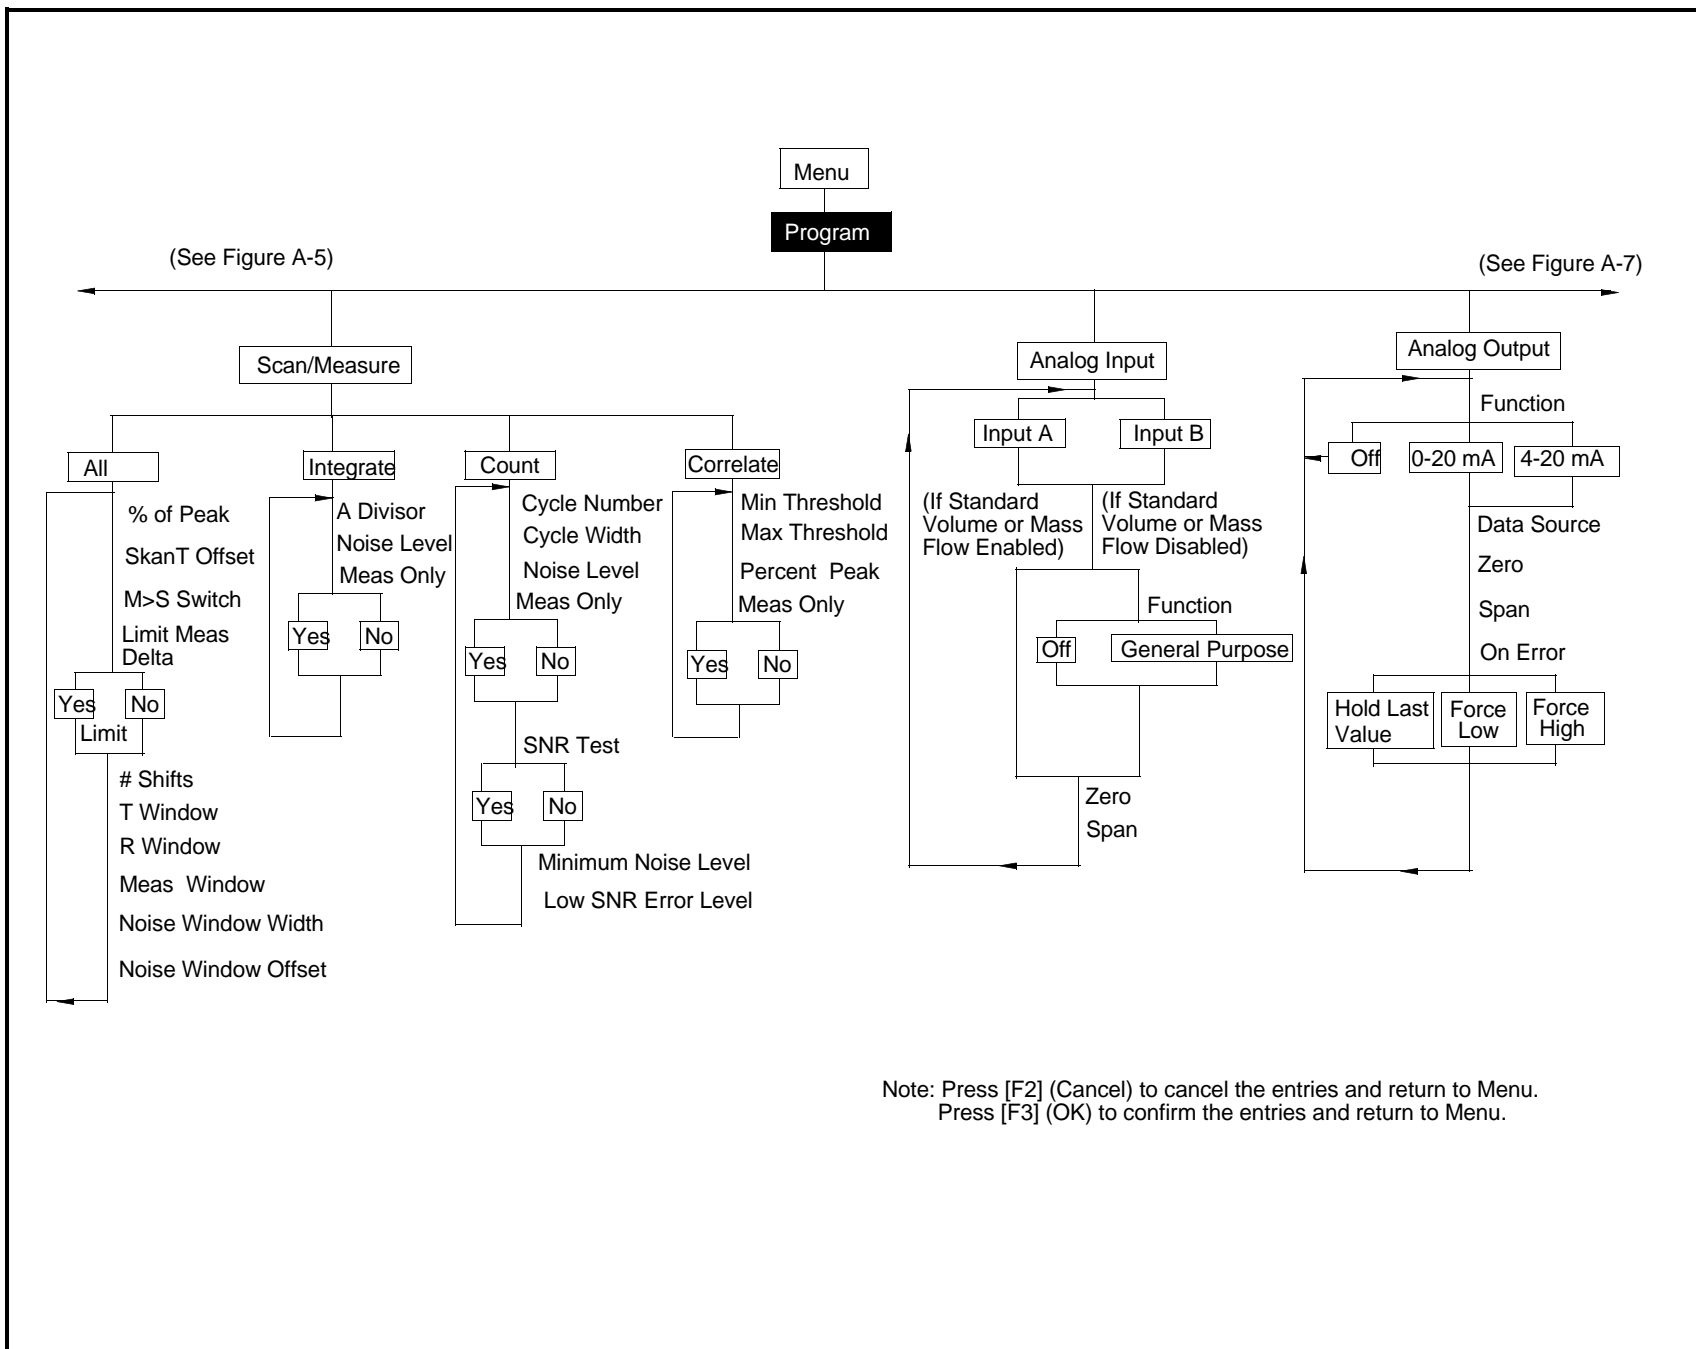 Menu
Program
(See Figure A-5)
(See Figure A-7)
Scan/Measure
All
% of Peak
SkanT Offset
M>S Switch
Limit Meas
Delta
Yes
No
Limit
# Shifts
T Window
R Window
Meas Window
Noise Window Width
Noise Window Offset
Integrate
A Divisor
Noise Level
Meas Only
Yes
No
Count
Cycle Number
Cycle Width
Noise Level
Meas Only
Yes
No
SNR Test
Yes
No
Minimum Noise Level
Low SNR Error Level
Correlate
Min Threshold
Max Threshold
Percent Peak
Meas Only
Yes
No
Analog Input
Input A
Input B
(If Standard
Volume or Mass
Flow Enabled)
(If Standard
Volume or Mass
Flow Disabled)
Function
Off
General Purpose
Zero
Span
Analog Output
Function
Off
0-20 mA
4-20 mA
Data Source
Zero
Span
On Error
Hold Last
Value
Force
Low
Force
High
Note: Press [F2] (Cancel) to cancel the entries and return to Menu.
Press [F3] (OK) to confirm the entries and return to Menu.